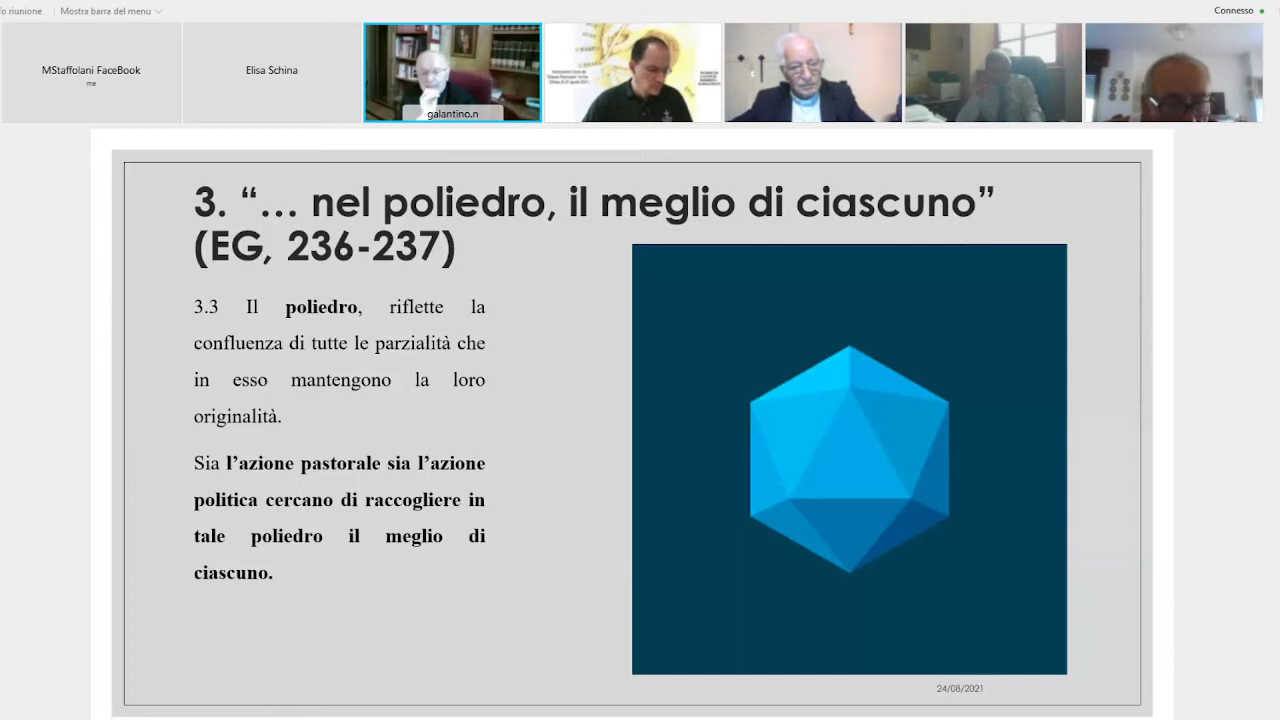 fo riunione
Mostra barra del menu
Connesso
MStaffolani FaceBook
me
Elisa Sch
galantino.n
3. “… nel poliedro, il meglio di ciascuno”
(EG, 236-237)
3.3 Il poliedro, riflette la
confluenza di tutte le parzialità che
in esso mantengono la loro
originalità.
Sia l’azione pastorale sia l’azione
politica cercano di raccogliere in
tale poliedro il meglio di
ciascuno.
24/08/2021